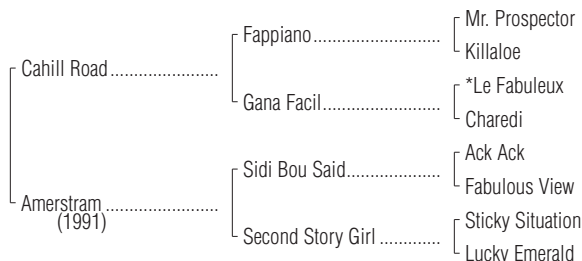 Mr. Prospector
Fappiano
Killaloe
Cahill Road
*Le Fabuleux
Gana Facil
Charedi
Ack Ack
Sidi Bou Said
Fabulous View
Amerstram
(1991)
Sticky Situation
Second Story Girl
Lucky Emerald